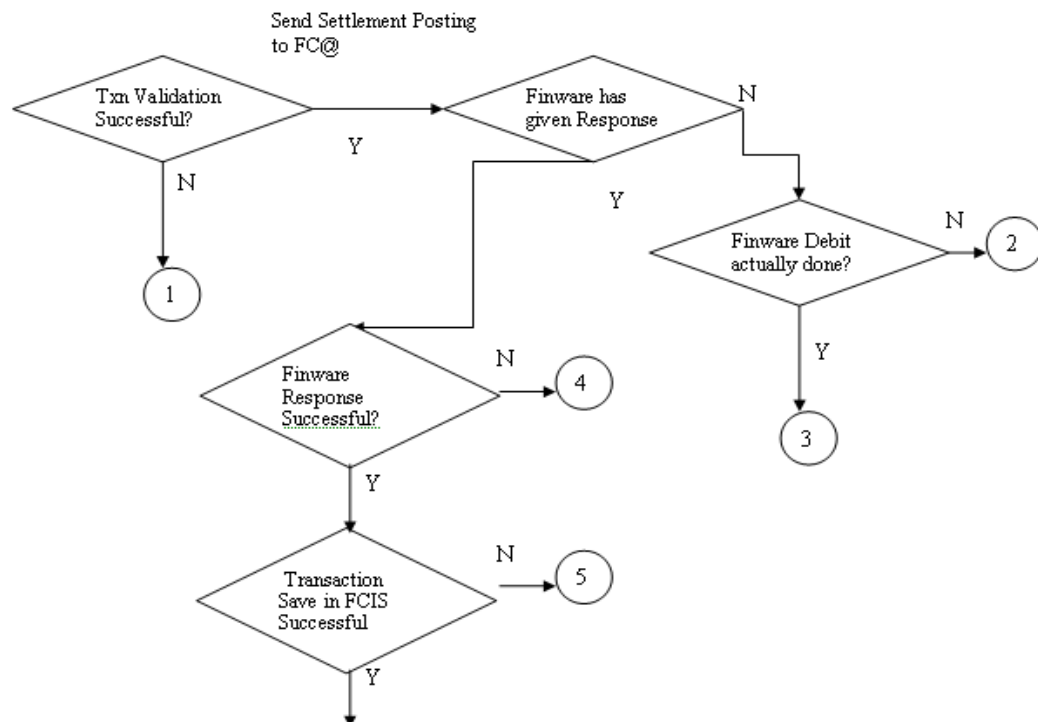 Send Settlement Posting
to FC@
Txn Validation
Successful?
Y
N
1
Finware has
given Response
N
Y
Finware Debit
actually done?
N
2
Y
3
Finware
Response
Successful?
N
4
Y
Transaction
Save in FCIS
Successful
N
5
Y